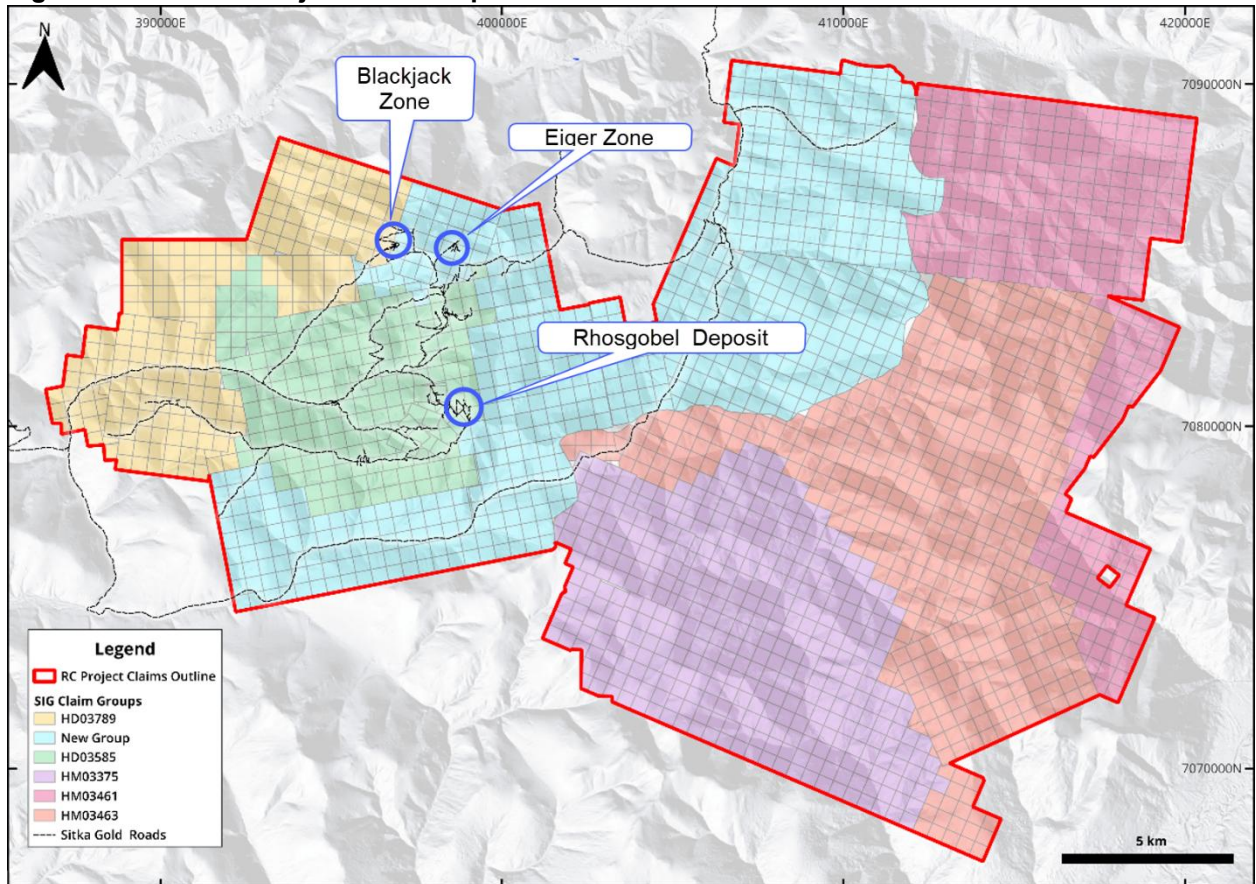 390000E
400000E
410000E
420000E
N
Blackjack
Zone
7090000N
Eiger Zone
Rhosgobel Deposit
7080000N
Legend
RC Project Claims Outline
SIG Claim Groups
HD03789
New Group
HD03585
HM03375
HM03461
HM03463
Sitka Gold Roads
7070000N
5 km